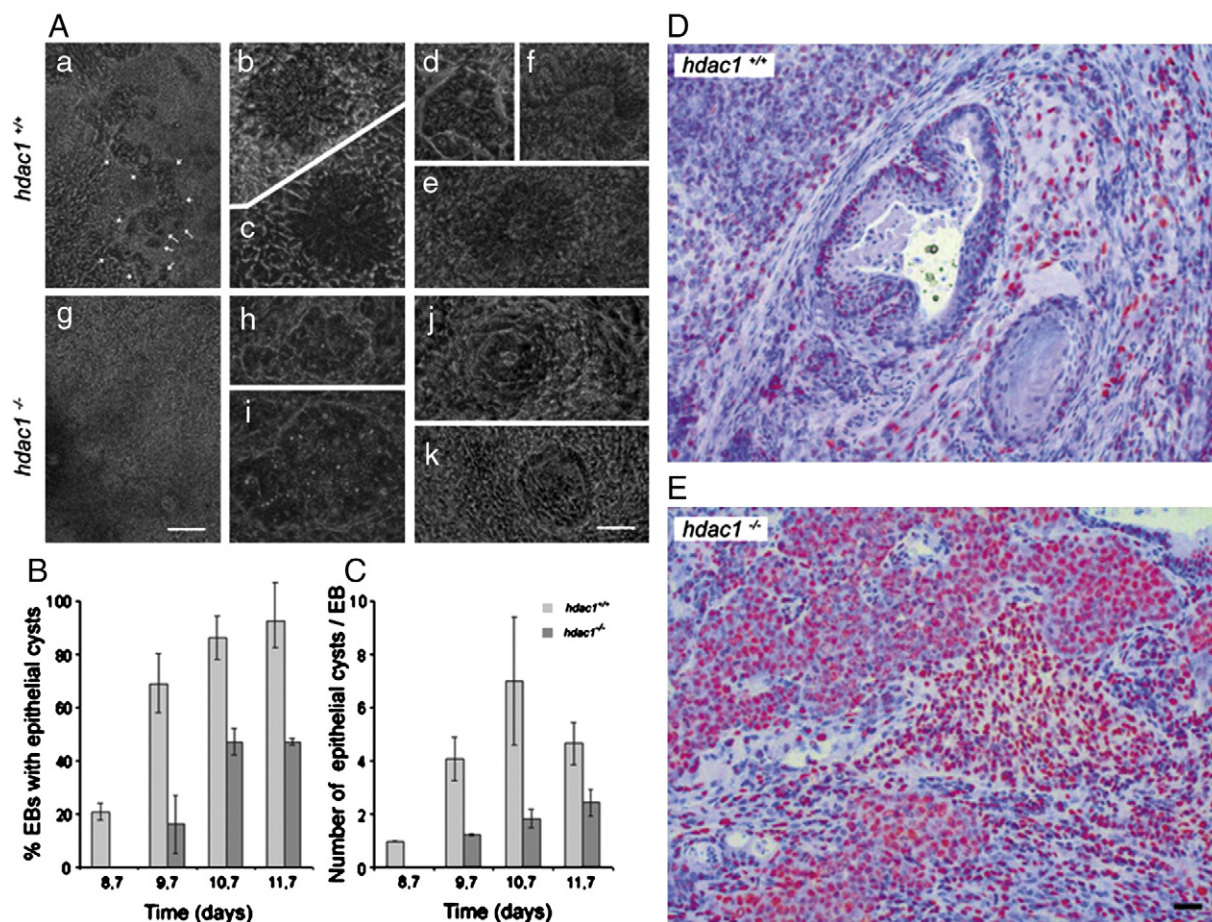 A
a
b
c
d
f
e
hdac1 +/+
g
h
i
j
k
hdac1 -/-
B
% EBs with epithelial cysts
100
80
60
40
20
0
8,7
9,7
10,7
11,7
Time (days)
C
Number of epithelial cysts / EB
10
8
6
4
2
0
hdac1+/+
hdac1-/-
8,7
9,7
10,7
11,7
Time (days)
D
hdac1 +/+
E
hdac1 -/-